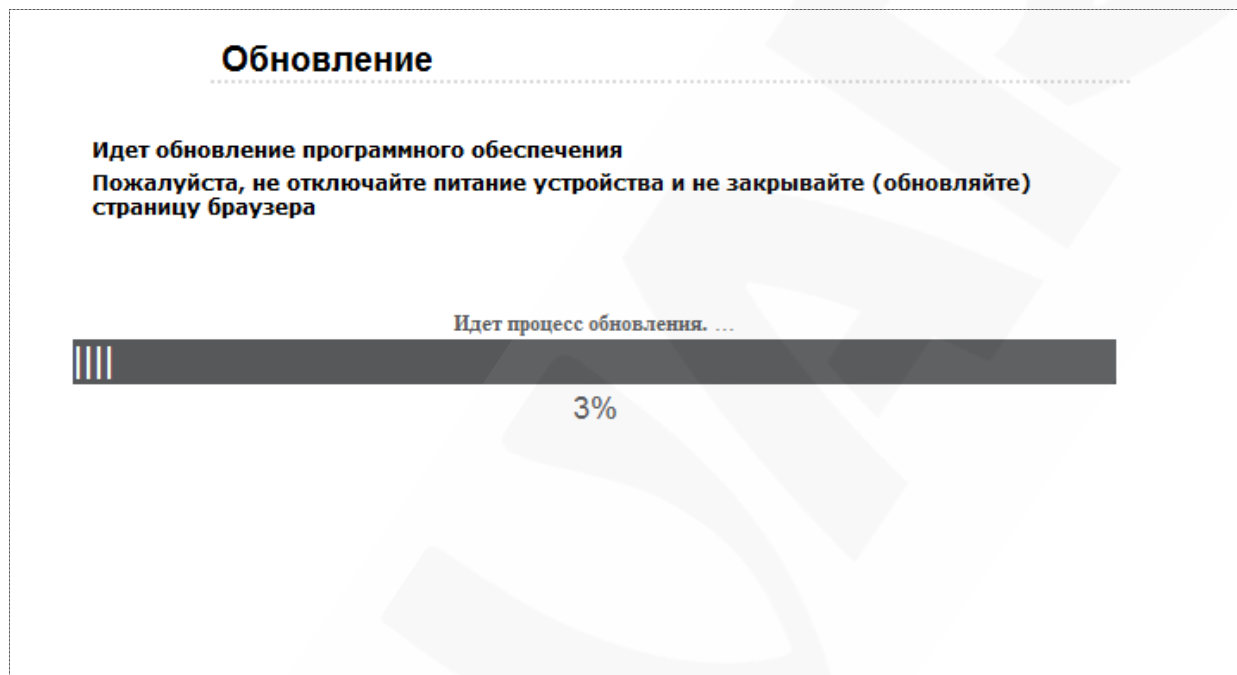 Обновление
Идет обновление программного обеспечения
Пожалуйста, не отключайте питание устройства и не закрывайте (обновляйте)
страницу браузера
Идет процесс обновления. ...
3%